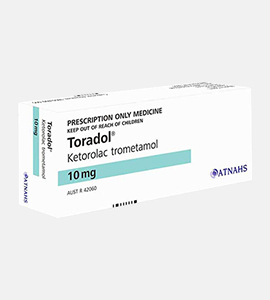 PRESCRIPTION ONLY MEDICINE
KEEP OUT OF REACH OF CHILDREN
Toradol®
Ketorolac trometamol
10 mg
AUST R 42060
ATNAHS
Toradol®
Ketorolac trometamol
10 mg